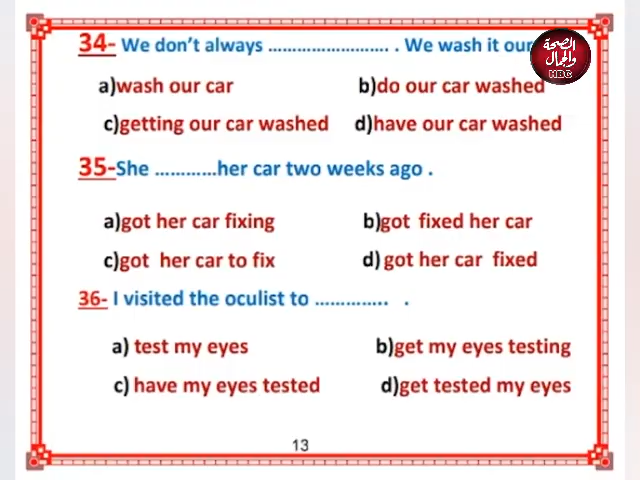 34- We don't always ............................ . We wash it our
الصحة
والجمال
HBG
a)wash our car b)do our car washed
c)getting our car washed d)have our car washed
35-She ............her car two weeks ago .
a)got her car fixing b)got fixed her car
c)got her car to fix d) got her car fixed
36- I visited the oculist to .............. .
a) test my eyes b)get my eyes testing
c) have my eyes tested d)get tested my eyes
13